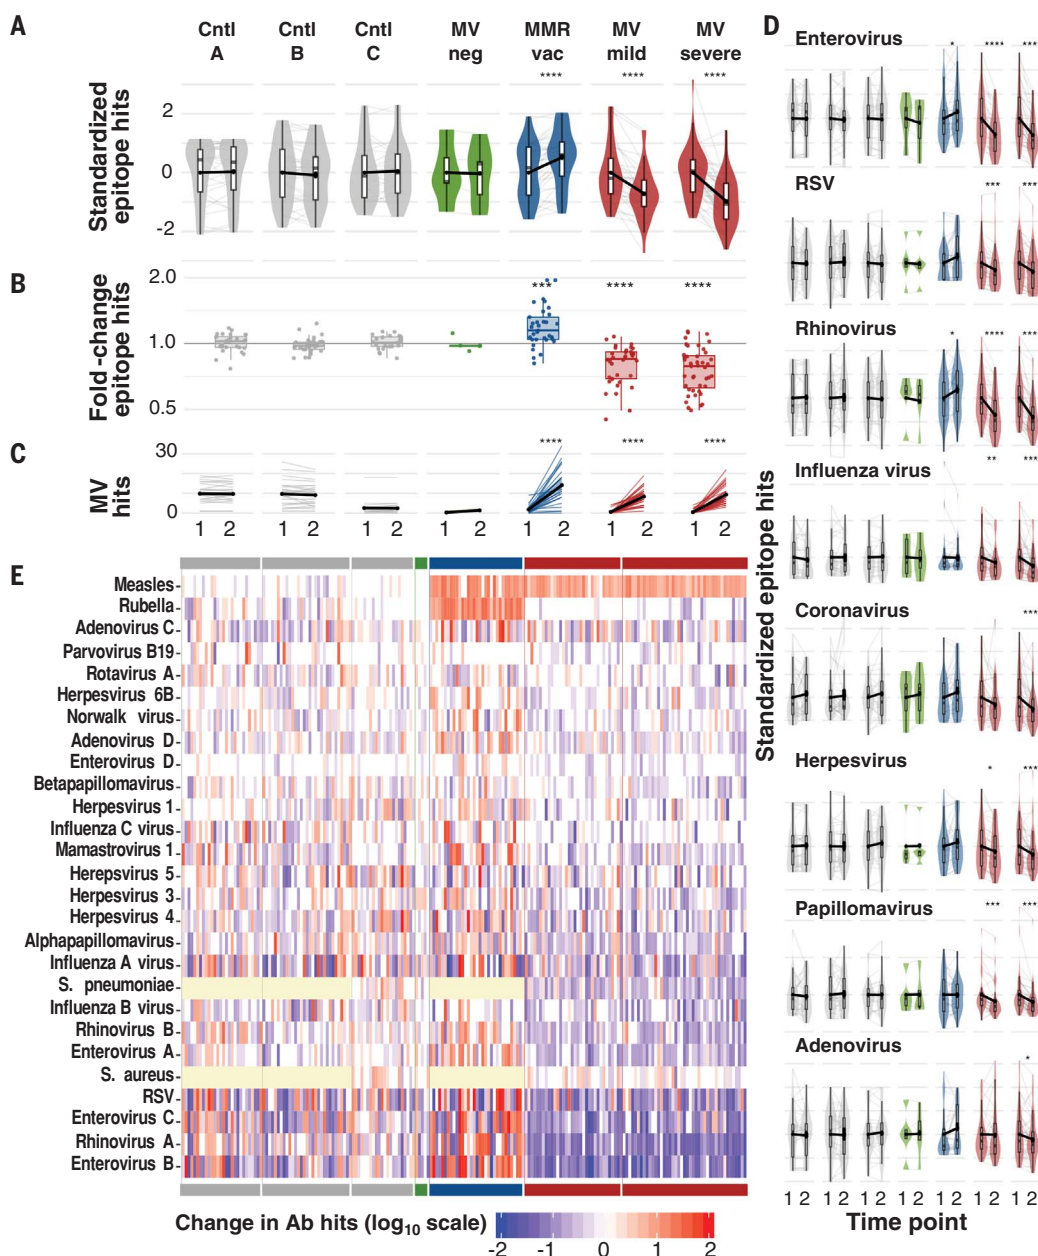 A
Cntl A
Cntl B
Cntl C
MV neg
MMR vac
MV mild
MV severe
****
****
****
Standardized epitope hits
2
0
-2
B
Fold-change epitope hits
2.0
1.0
0.5
***
****
****
C
MV hits
30
0
****
****
****
1 2
1 2
1 2
1 2
1 2
1 2
1 2
E
Measles
Rubella
Adenovirus C
Parvovirus B19
Rotavirus A
Herpesvirus 6B
Norwalk virus
Adenovirus D
Enterovirus D
Betapapillomavirus
Herpesvirus 1
Influenza C virus
Mamastrovirus 1
Herepsvirus 5
Herpesvirus 3
Herpesvirus 4
Alphapapillomavirus
Influenza A virus
S. pneumoniae
Influenza B virus
Rhinovirus B
Enterovirus A
S. aureus
RSV
Enterovirus C
Rhinovirus A
Enterovirus B
Change in Ab hits (log10 scale)
-2 -1 0 1 2
D
Standardized epitope hits
Enterovirus
* **** ***
RSV
*** ***
Rhinovirus
* **** ***
Influenza virus
** ***
Coronavirus
***
Herpesvirus
* ***
Papillomavirus
*** ***
Adenovirus
*
1 2 1 2 1 2 1 2 1 2 1 2 1 2
Time point